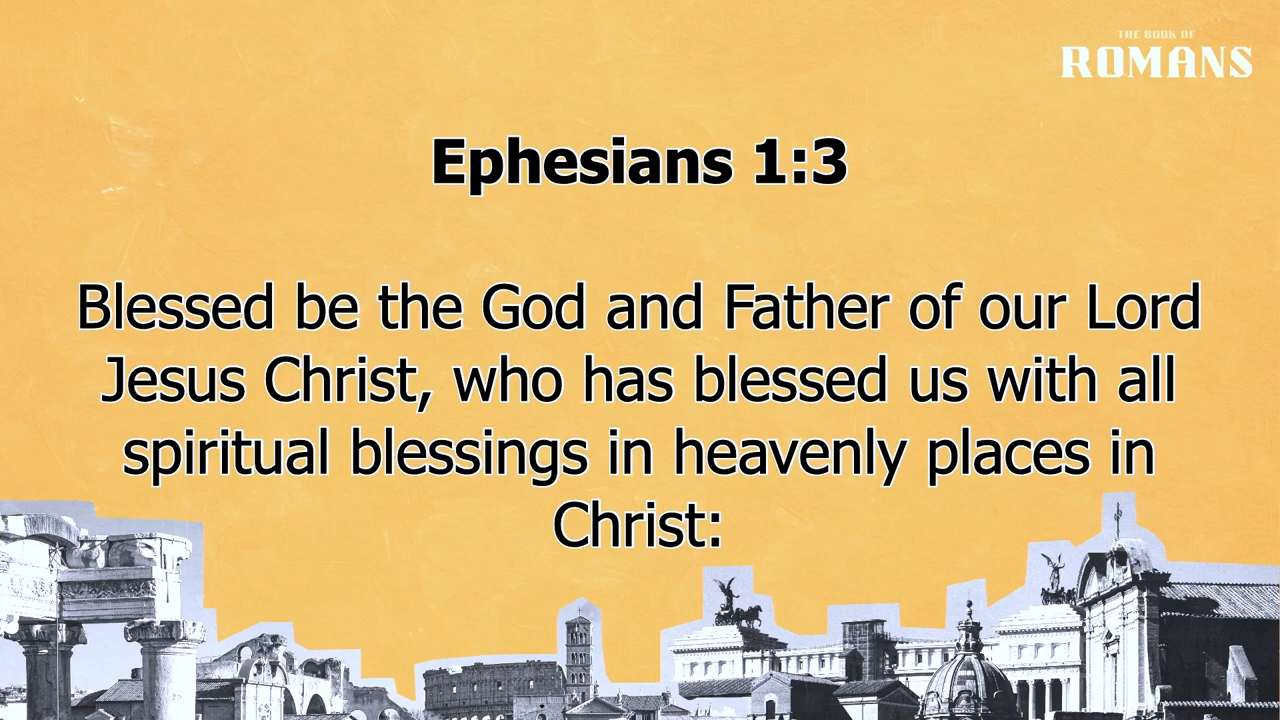 THE BOOK OF
ROMANS
Ephesians 1:3
Blessed be the God and Father of our Lord
Jesus Christ, who has blessed us with all
spiritual blessings in heavenly places in
Christ: